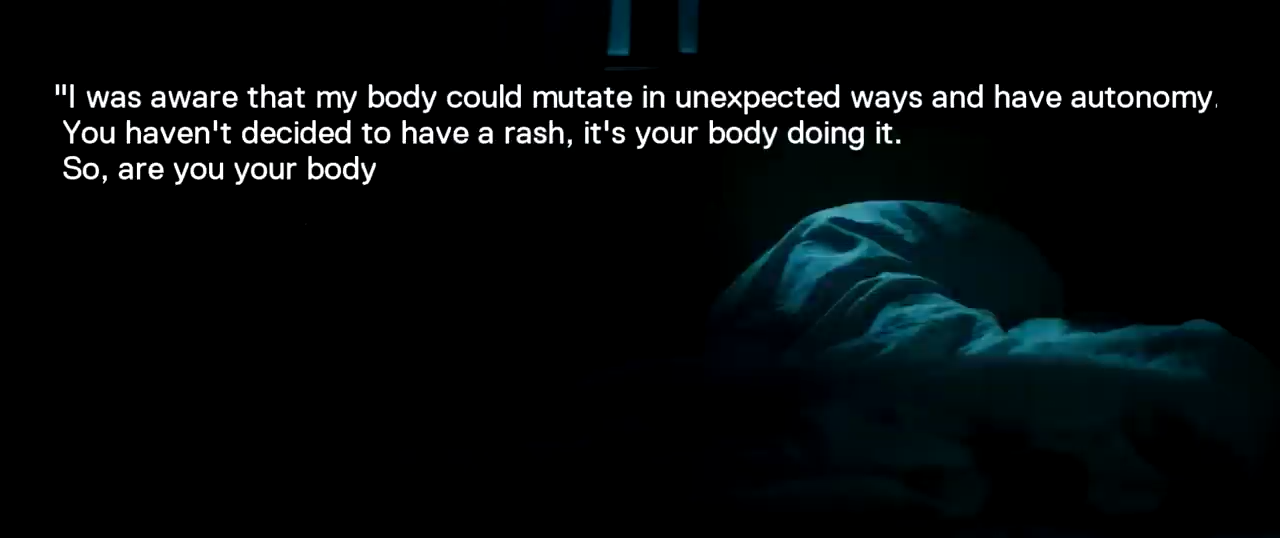 "I was aware that my body could mutate in unexpected ways and have autonomy.
You haven't decided to have a rash, it's your body doing it.
So, are you your body